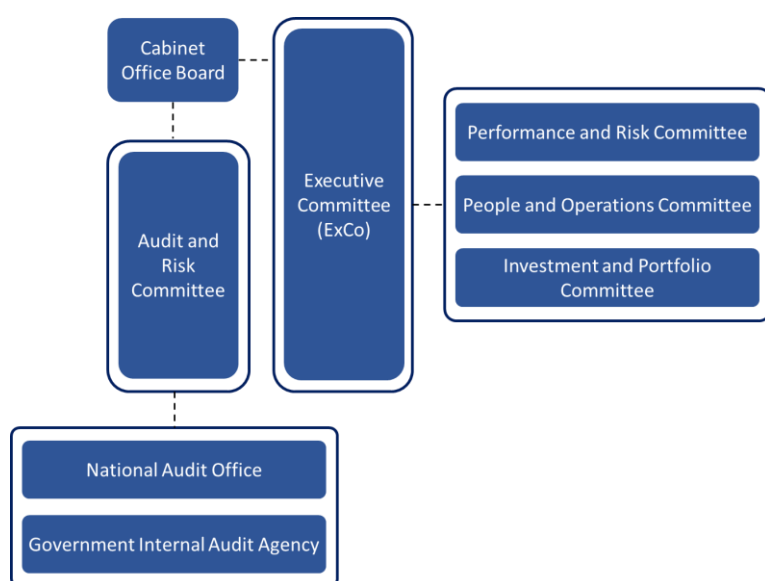 Cabinet
Office Board
Audit and
Risk
Committee
Executive
Committee
(ExCo)
Performance and Risk Committee
People and Operations Committee
Investment and Portfolio
Committee
National Audit Office
Government Internal Audit Agency